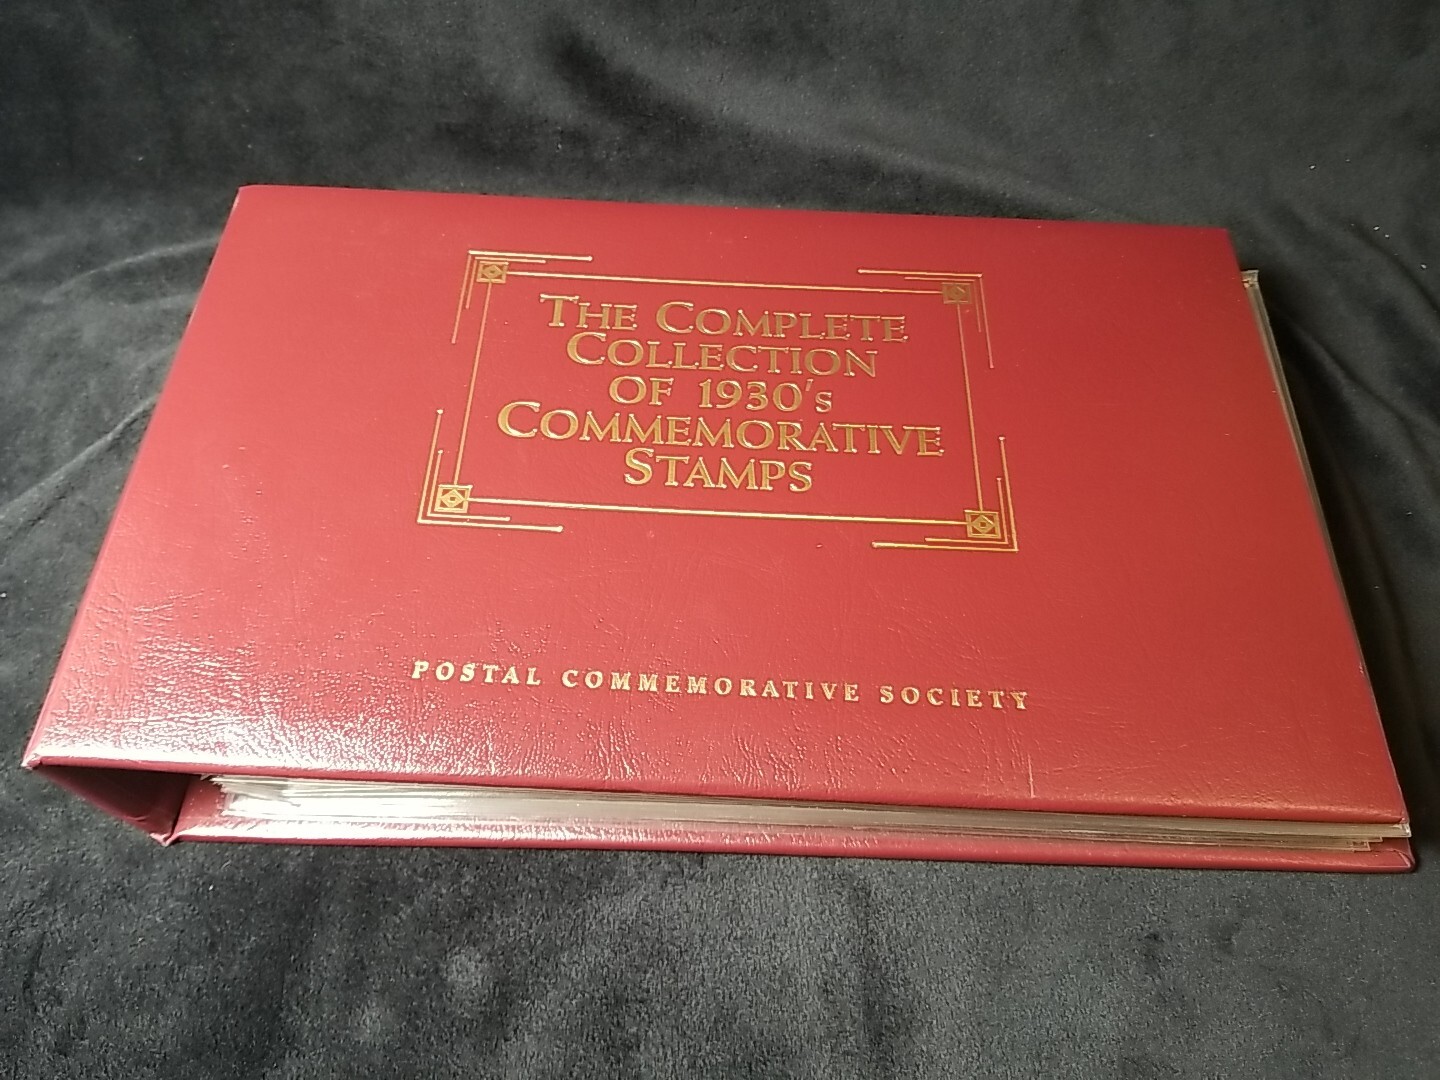 THE COMPLETE
COLLECTION
OF 1930's
COMMEMORATIVE
STAMPS
POSTAL COMMEMORATIVE SOCIETY